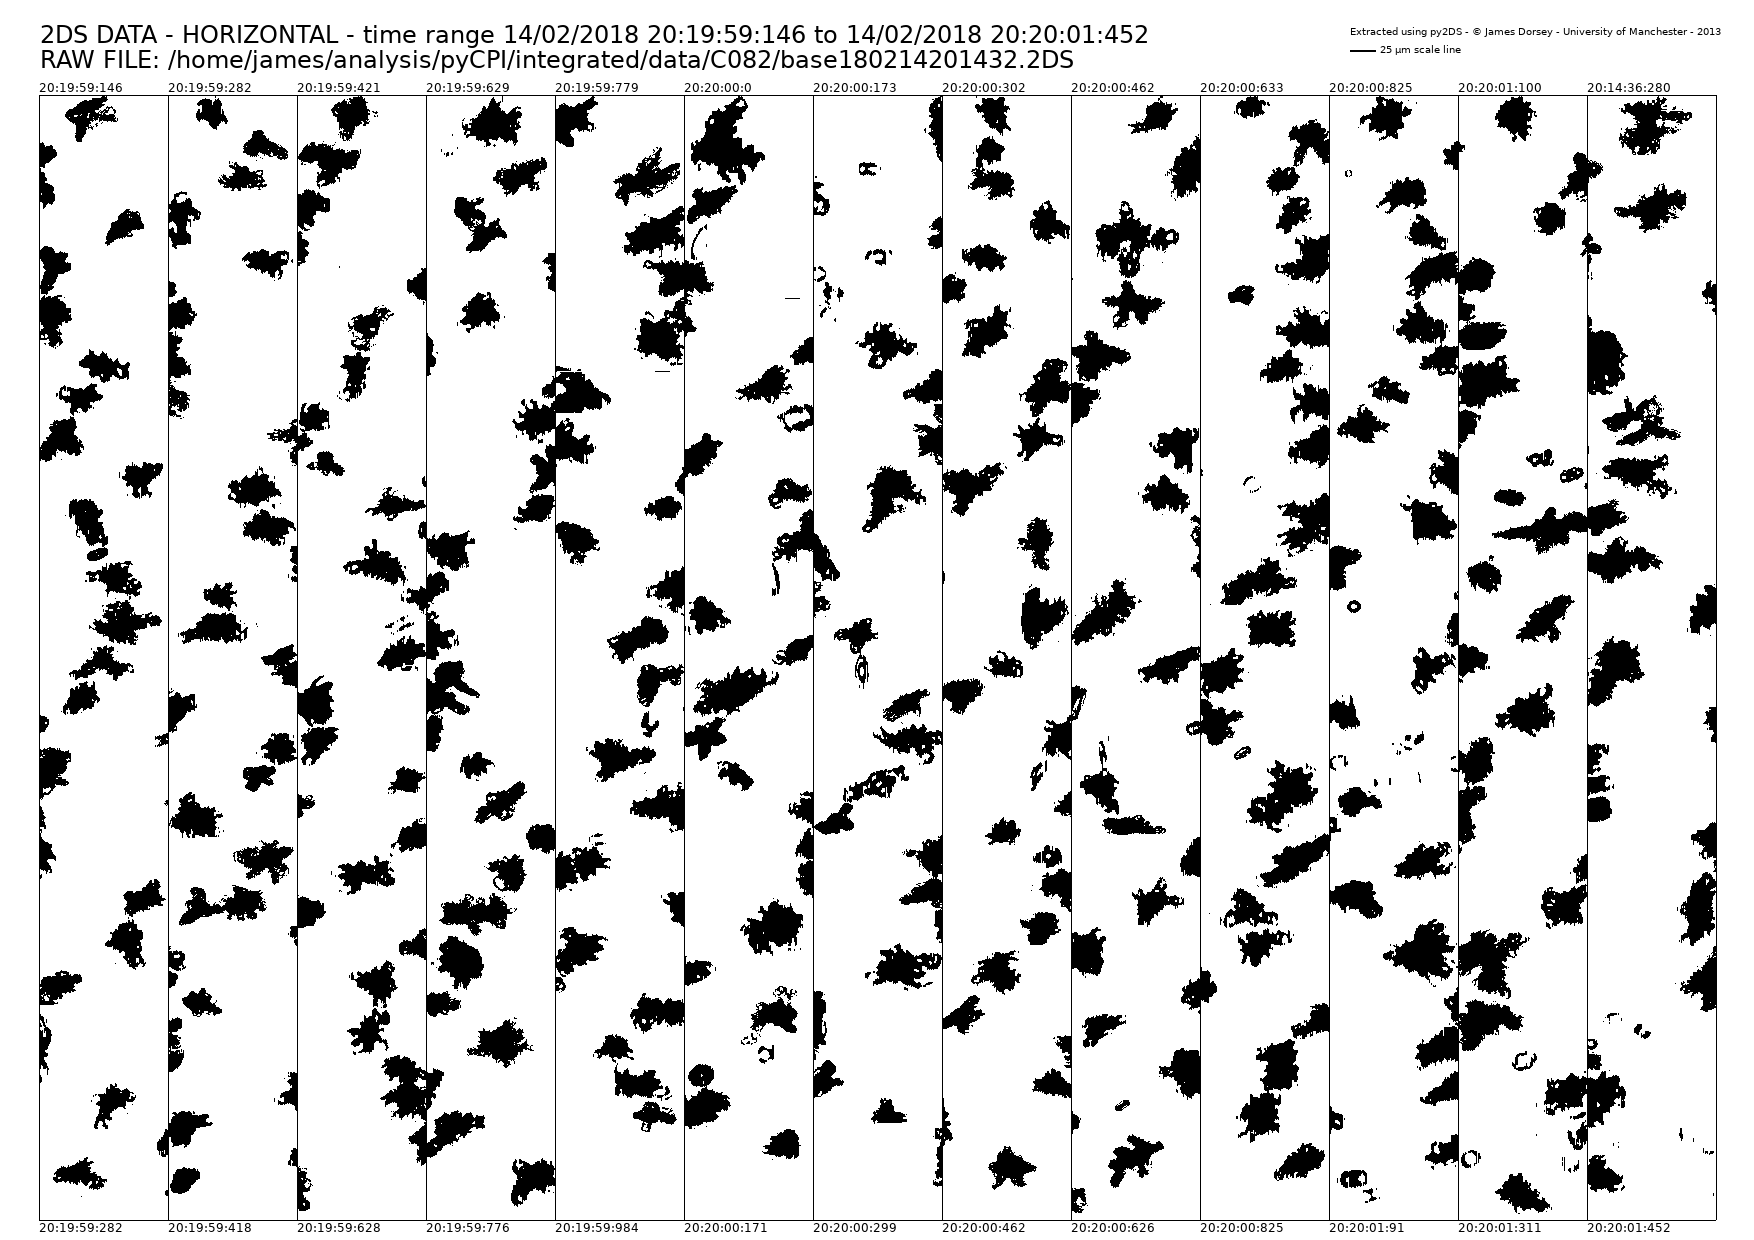 2DS DATA - HORIZONTAL - time range 14/02/2018 20:19:59:146 to 14/02/2018 20:20:01:452
RAW FILE: /home/james/analysis/pyCPI/integrated/data/C082/base180214201432.2DS
Extracted using py2DS - © James Dorsey - University of Manchester - 2013
25 µm scale line
20:19:59:146 20:19:59:282 20:19:59:421 20:19:59:629 20:19:59:779 20:20:00:0 20:20:00:173 20:20:00:302 20:20:00:462 20:20:00:633 20:20:00:825 20:20:01:100 20:14:36:280
20:19:59:282 20:19:59:418 20:19:59:628 20:19:59:776 20:19:59:984 20:20:00:171 20:20:00:299 20:20:00:462 20:20:00:626 20:20:00:825 20:20:01:91 20:20:01:311 20:20:01:452